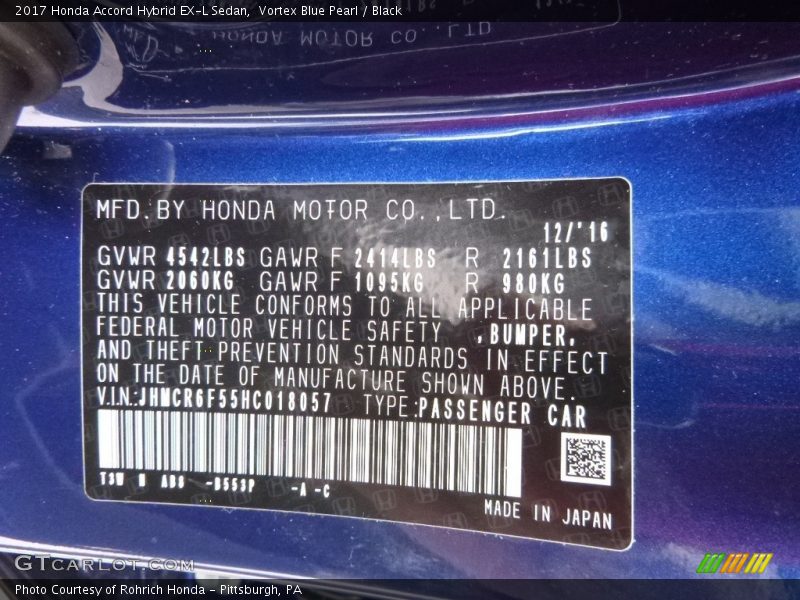 2017 Honda Accord Hybrid EX-L Sedan, Vortex Blue Pearl / Black
HONDA MOTOR CO.,LTD
MFD.BY HONDA MOTOR CO.,LTD.
12/'16
GVWR 4542LBS GAWR F 2414LBS R 2161LBS
GVWR 2060KG GAWR F 1095KG R 980KG
THIS VEHICLE CONFORMS TO ALL APPLICABLE
FEDERAL MOTOR VEHICLE SAFETY ,BUMPER,
AND THEFT PREVENTION STANDARDS IN EFFECT
ON THE DATE OF MANUFACTURE SHOWN ABOVE.
V.I.N.:JHMCR6F55HC018057 TYPE:PASSENGER CAR
-B553P -A -C
MADE IN JAPAN
GTCARLOT.COM
Photo Courtesy of Rohrich Honda - Pittsburgh, PA